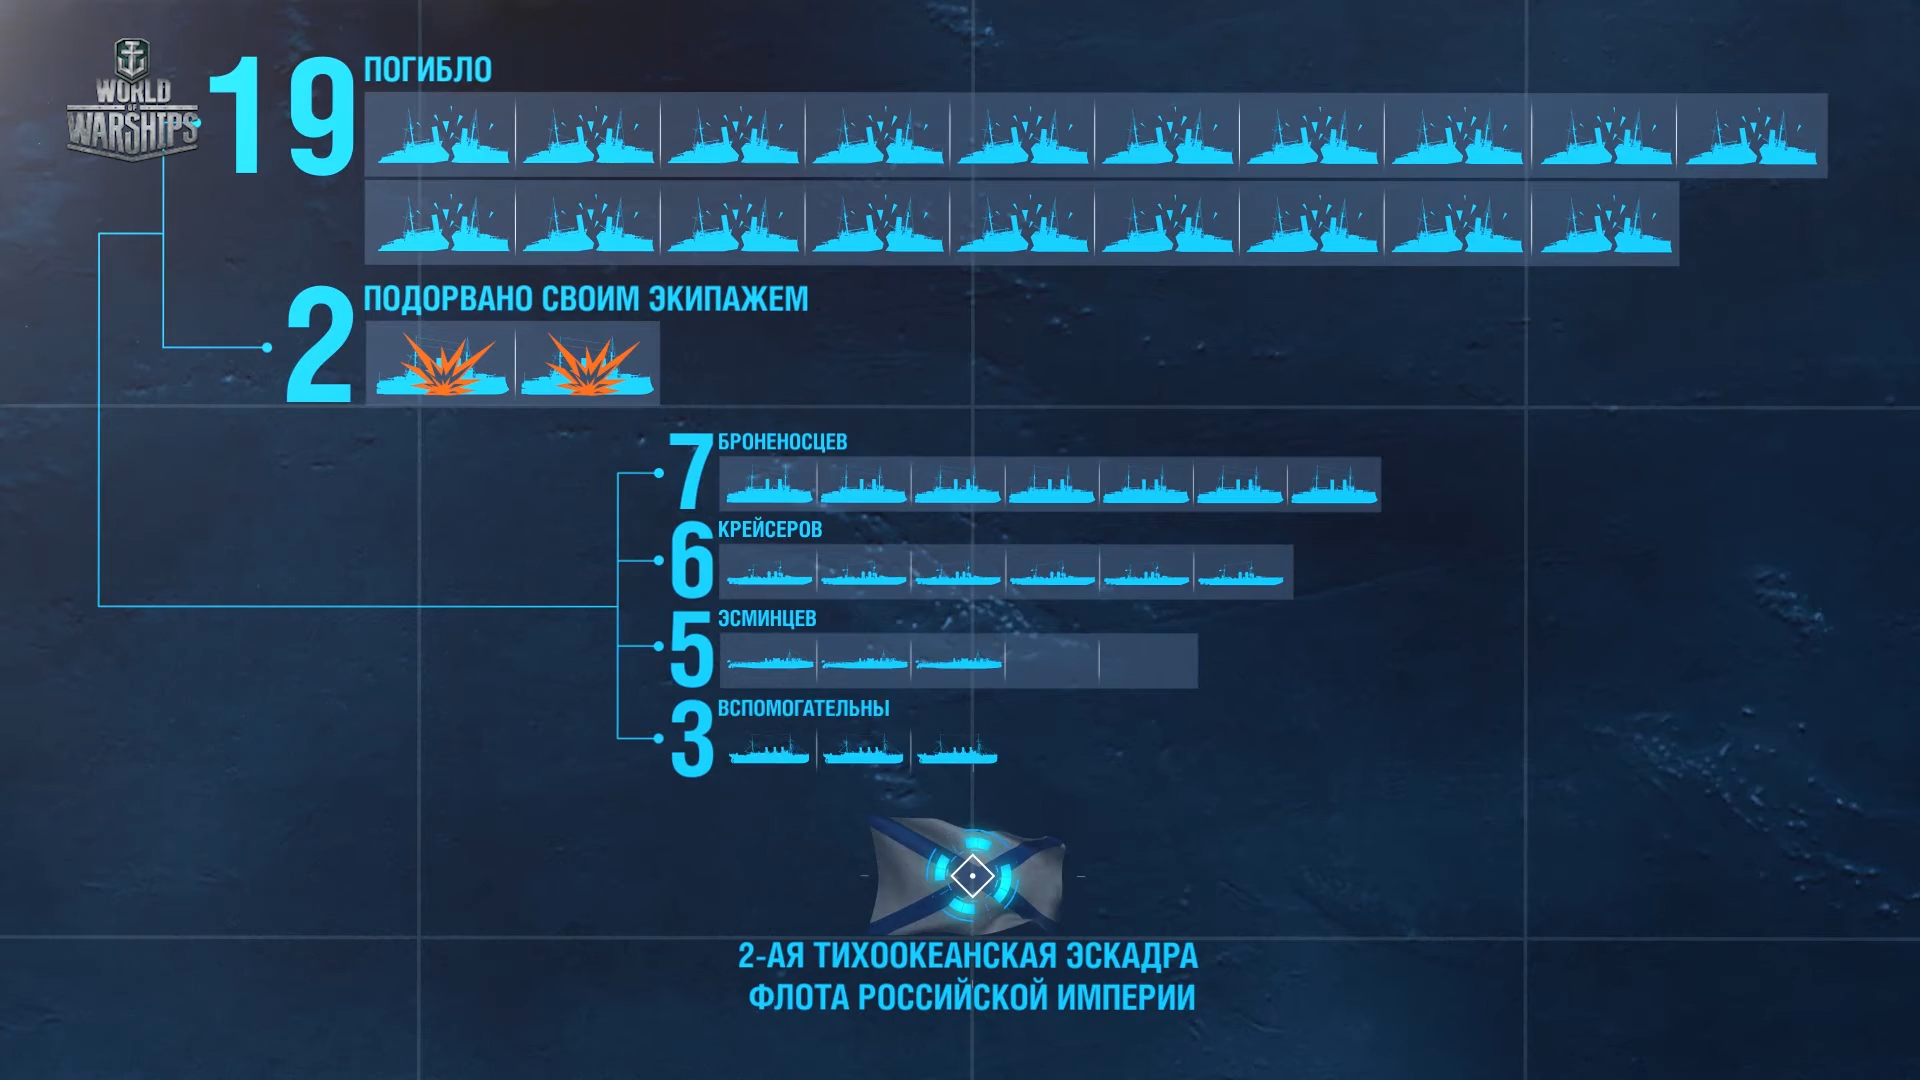 WORLD
OF
WARSHIPS
19 ПОГИБЛО
2 ПОДОРВАНО СВОИМ ЭКИПАЖЕМ
7 БРОНЕНОСЦЕВ
6 КРЕЙСЕРОВ
5 ЭСМИНЦЕВ
3 ВСПОМОГАТЕЛЬНЫ
2-АЯ ТИХООКЕАНСКАЯ ЭСКАДРА
ФЛОТА РОССИЙСКОЙ ИМПЕРИИ